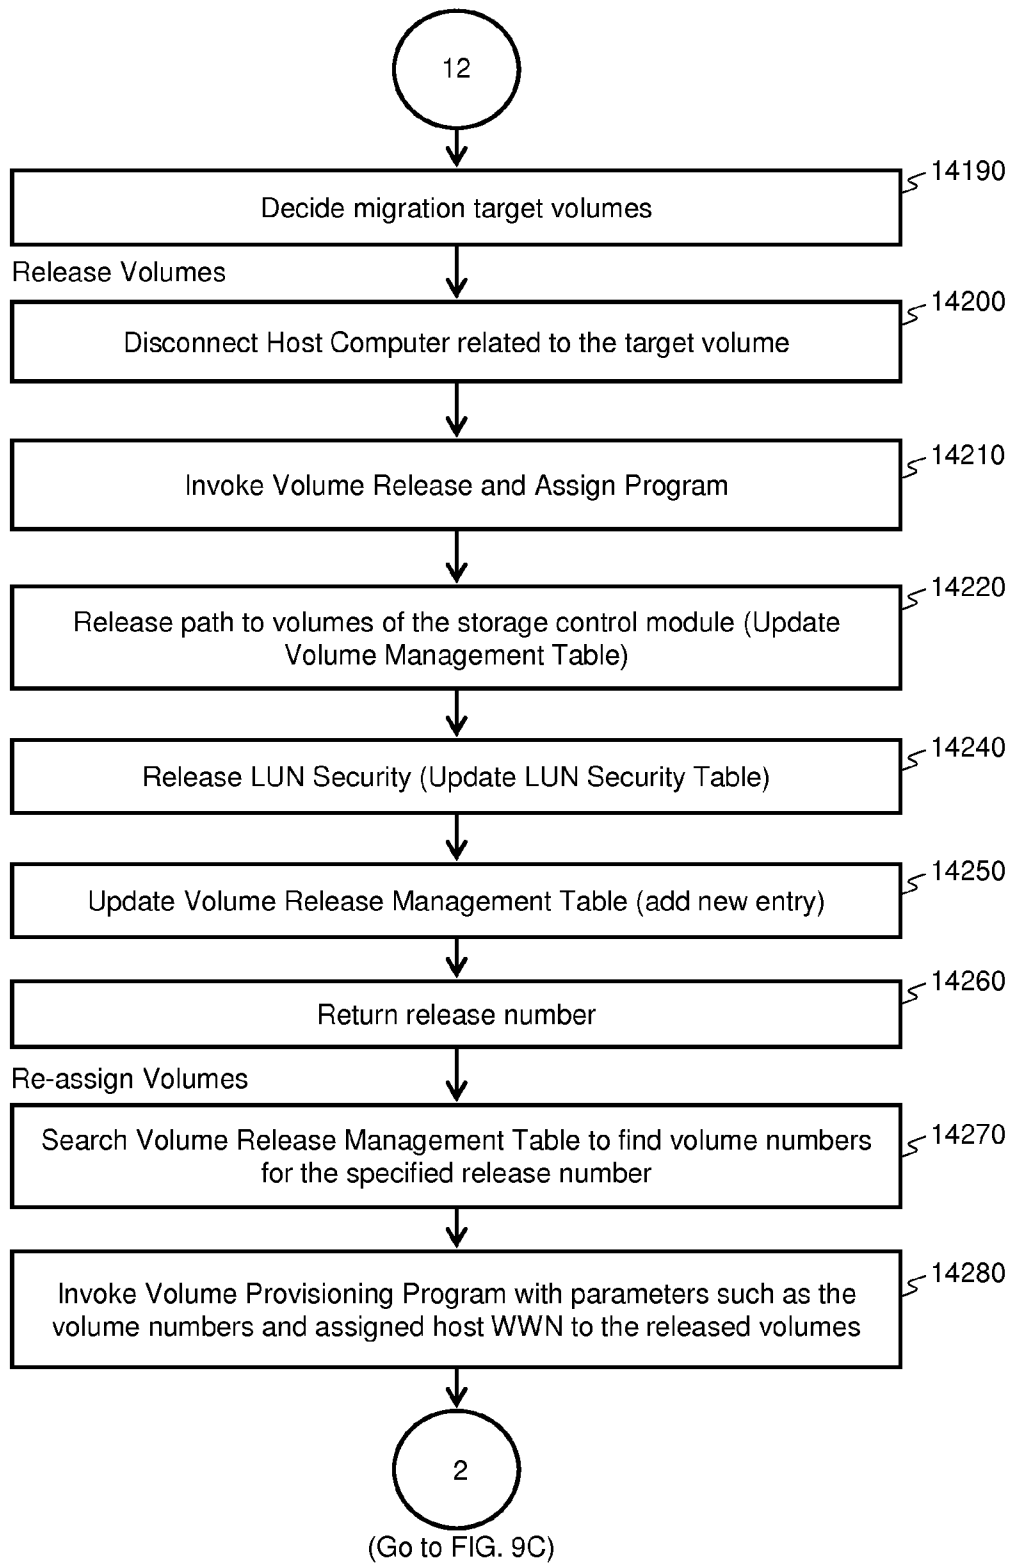 12
14190
Decide migration target volumes
Release Volumes
14200
Disconnect Host Computer related to the target volume
14210
Invoke Volume Release and Assign Program
14220
Release path to volumes of the storage control module (Update
Volume Management Table)
14240
Release LUN Security (Update LUN Security Table)
14250
Update Volume Release Management Table (add new entry)
14260
Return release number
Re-assign Volumes
14270
Search Volume Release Management Table to find volume numbers
for the specified release number
14280
Invoke Volume Provisioning Program with parameters such as the
volume numbers and assigned host WWN to the released volumes
2
(Go to FIG. 9C)